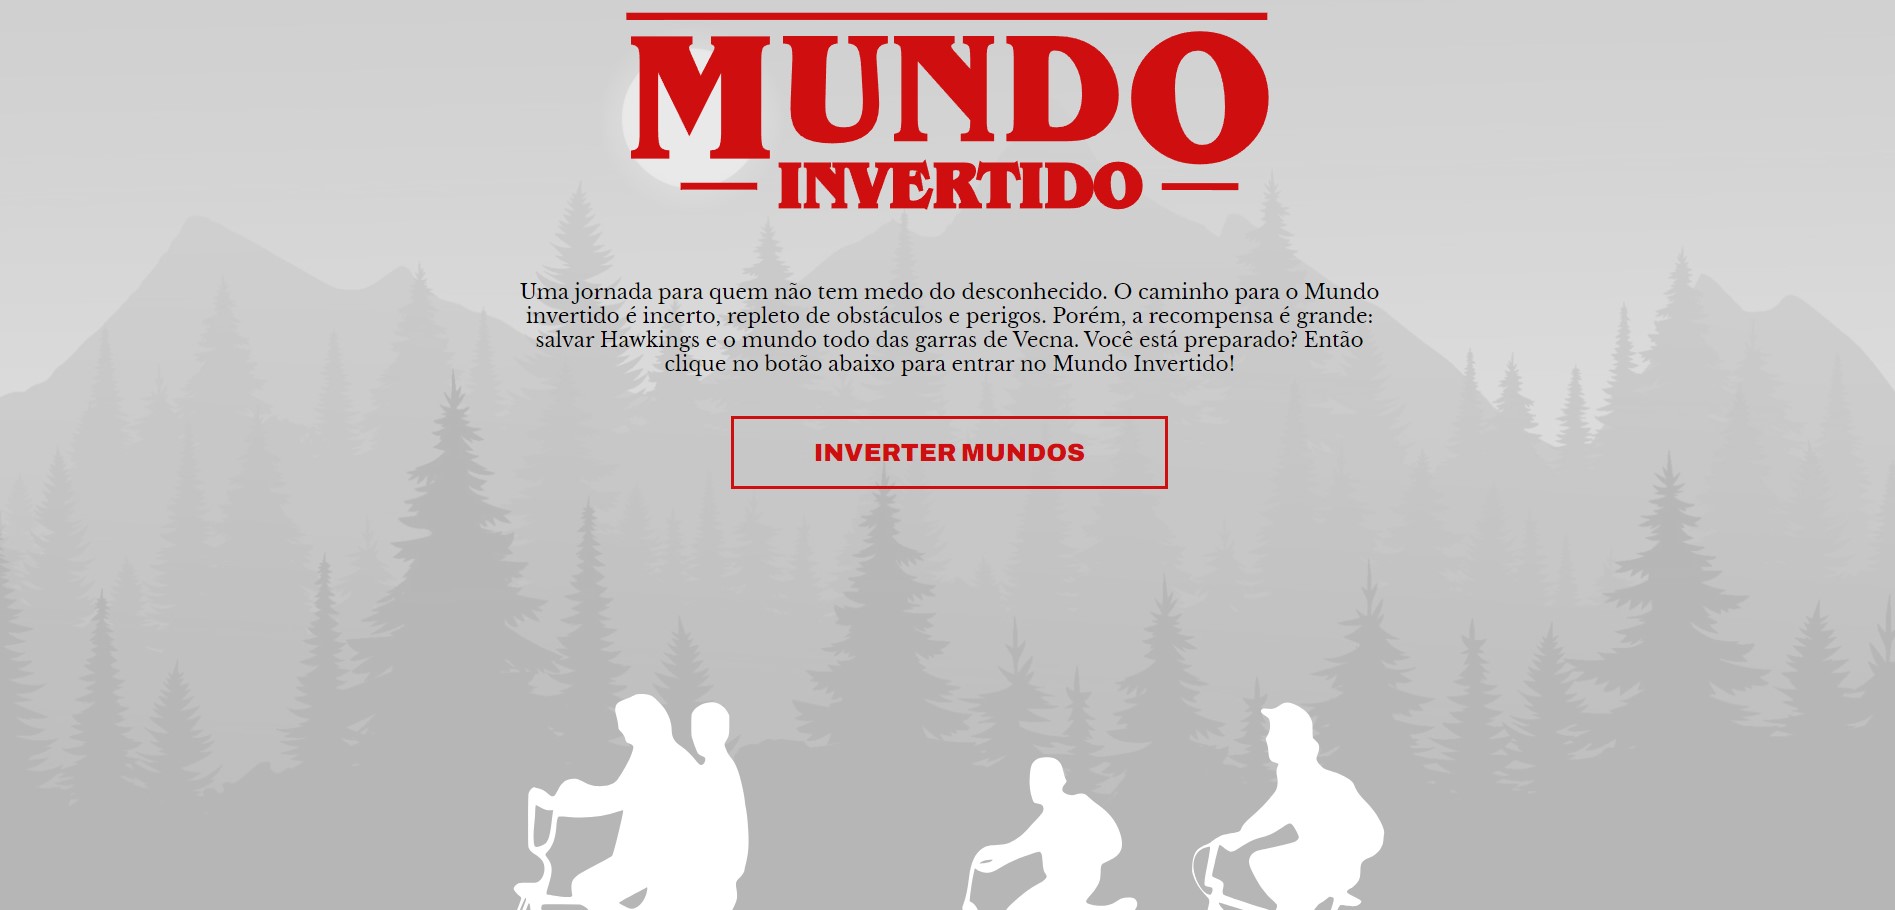 MUNDO
INVERTIDO
Uma jornada para quem não tem medo do desconhecido. O caminho para o Mundo
invertido é incerto, repleto de obstáculos e perigos. Porém, a recompensa é grande:
salvar Hawkings e o mundo todo das garras de Vecna. Você está preparado? Então
clique no botão abaixo para entrar no Mundo Invertido!
INVERTER MUNDOS